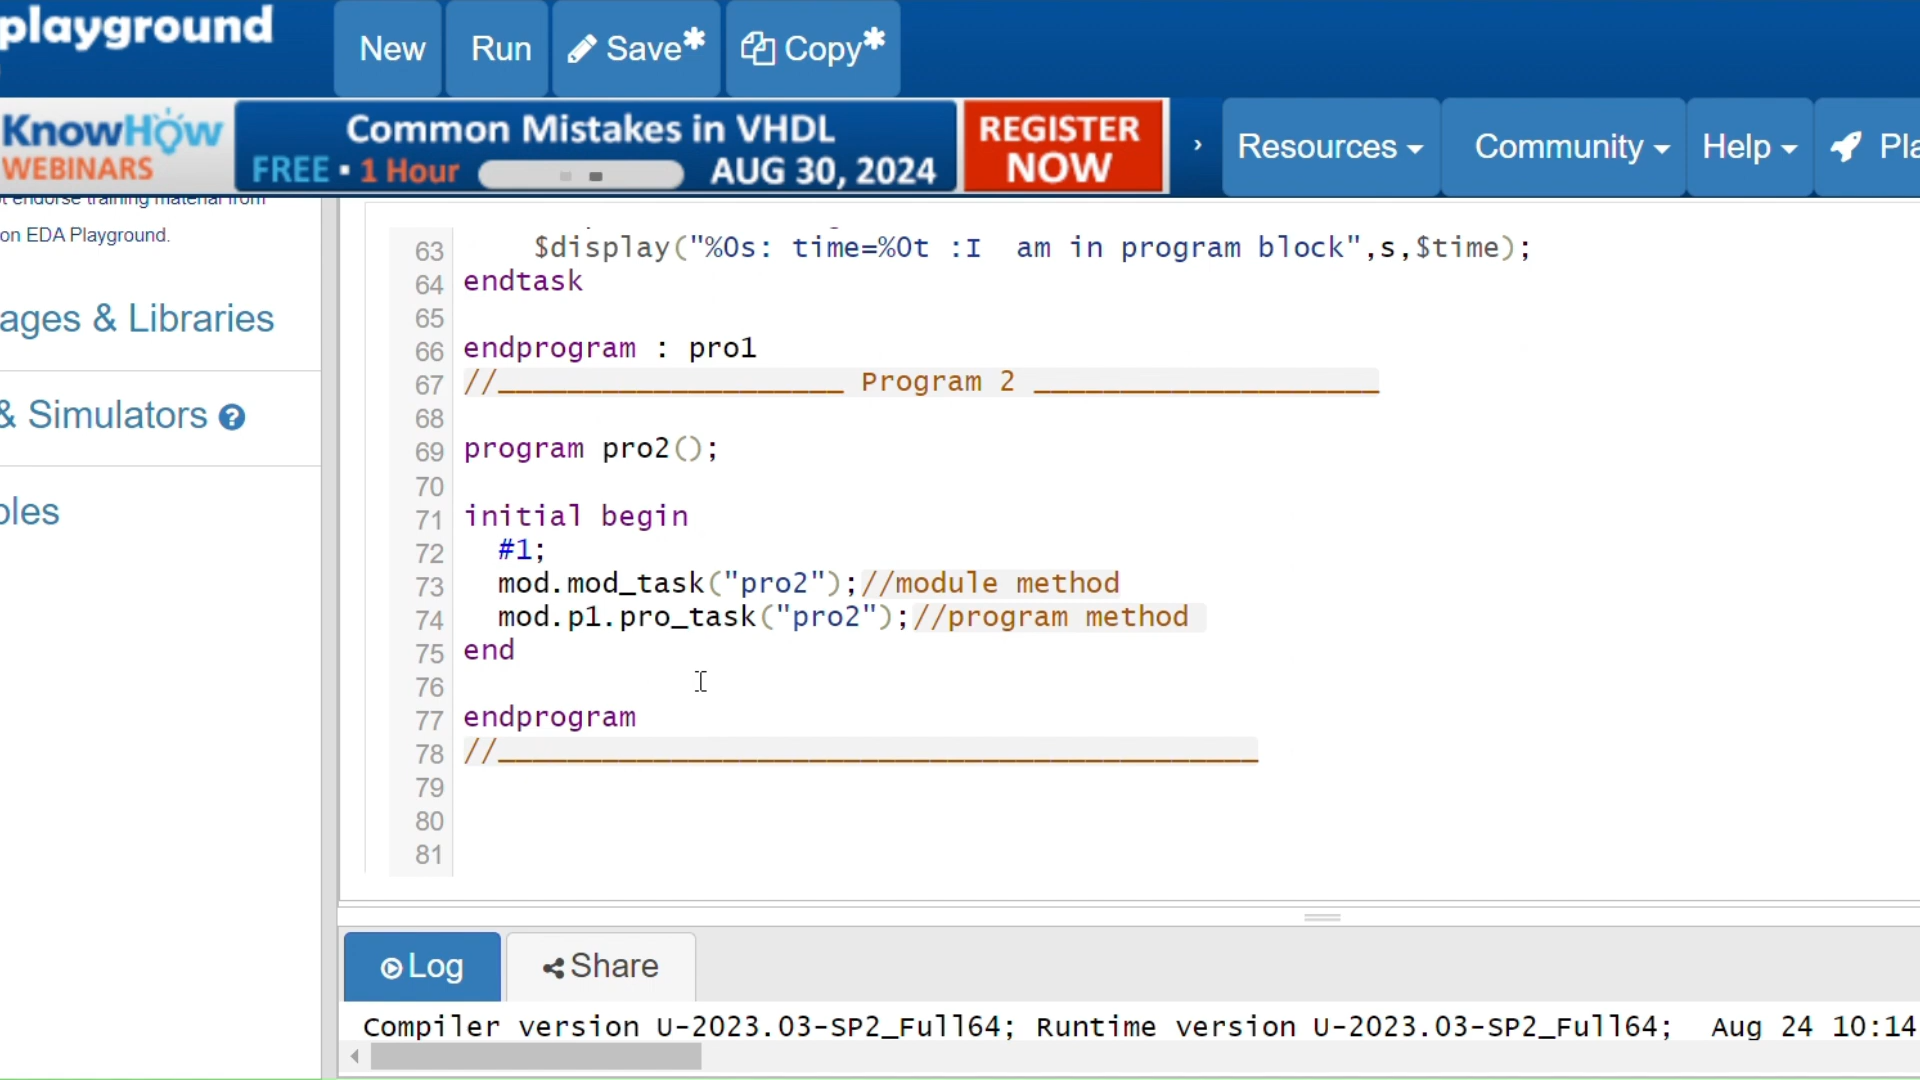 playground
New
Run
Save*
Copy*
KnowHow
WEBINARS
Common Mistakes in VHDL
FREE ▪ 1 Hour
AUG 30, 2024
REGISTER
NOW
›
Resources
Community
Help
Pla
t endorse training material from
on EDA Playground.
ages & Libraries
& Simulators ?
oles
63 $display("%0s: time=%0t :I  am in program block",s,$time);
64 endtask
65
66 endprogram : pro1
67 //____________________ Program 2 ____________________
68
69 program pro2();
70
71 initial begin
72 #1;
73 mod.mod_task("pro2");//module method
74 mod.p1.pro_task("pro2");//program method
75 end
76
77 endprogram
78 //____________________________________________
79
80
81
Log
Share
Compiler version U-2023.03-SP2_Full64; Runtime version U-2023.03-SP2_Full64;  Aug 24 10:14